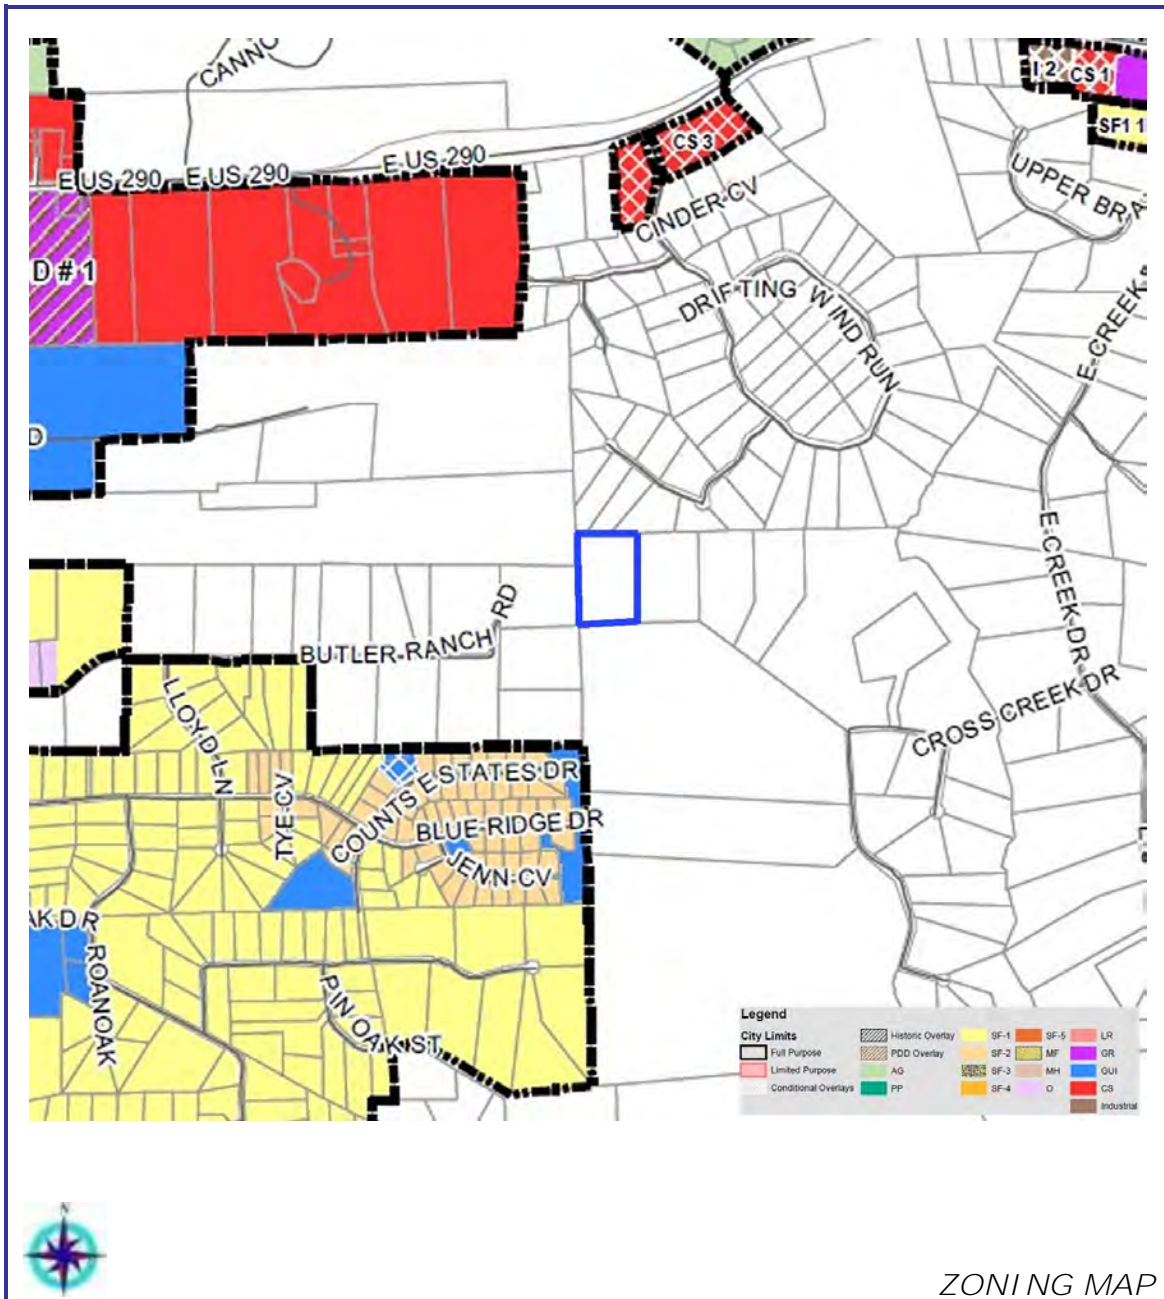 CANNO
I 2
CS 1
SF1 1
CS 3
E US 290
E US 290
E US 290
UPPER BRA
CINDER CV
D # 1
DRIFTING WIND RUN
E CREEK
D
E CREEK DR
BUTLER RANCH RD
CROSS CREEK DR
LLOYD LN
TYE CV
COUNTS ESTATES DR
BLUE RIDGE DR
JENN CV
AK DR
ROANOAK
PIN OAK ST
Legend
City Limits
Full Purpose
Limited Purpose
Conditional Overlays
Historic Overlay
PDD Overlay
AG
PP
SF-1
SF-2
SF-3
SF-4
SF-5
MF
MH
O
LR
GR
GUI
CS
Industrial
N
ZONING MAP